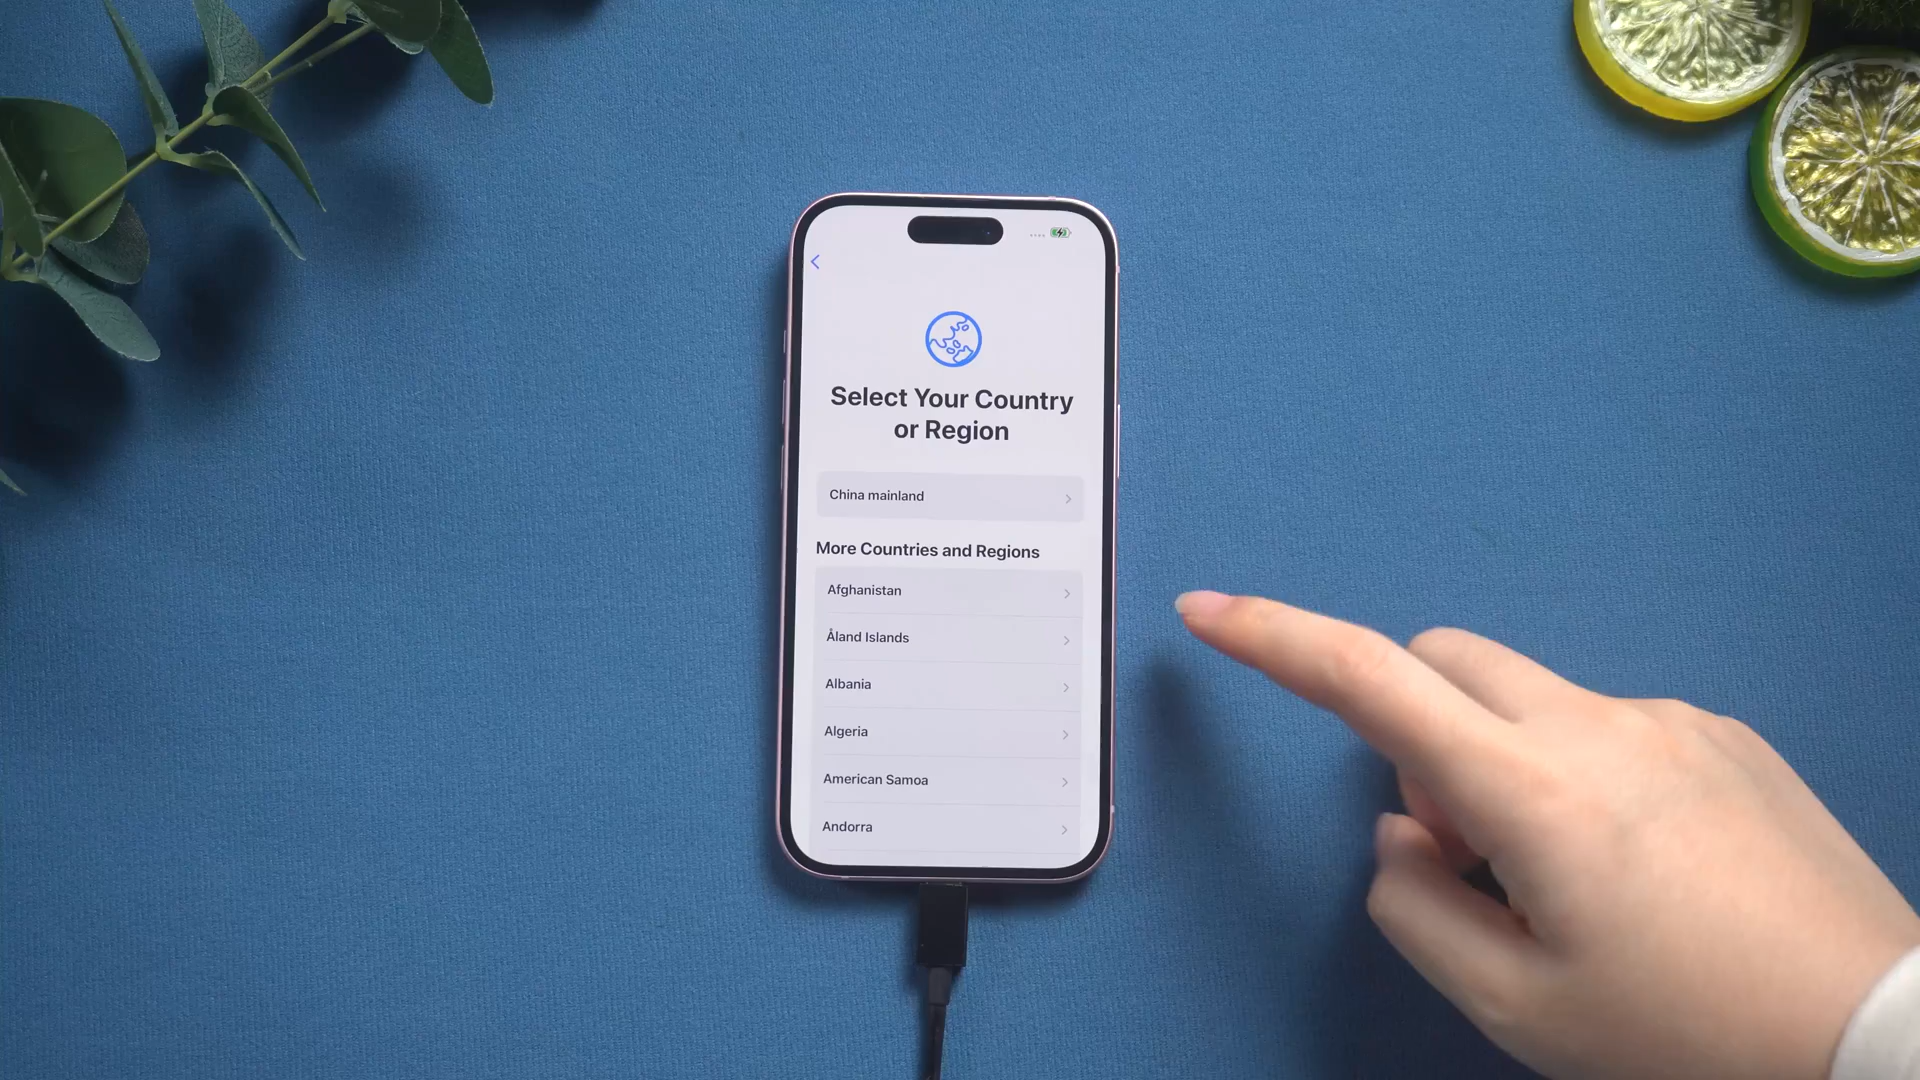 Select Your Country
or Region
China mainland
More Countries and Regions
Afghanistan
Åland Islands
Albania
Algeria
American Samoa
Andorra